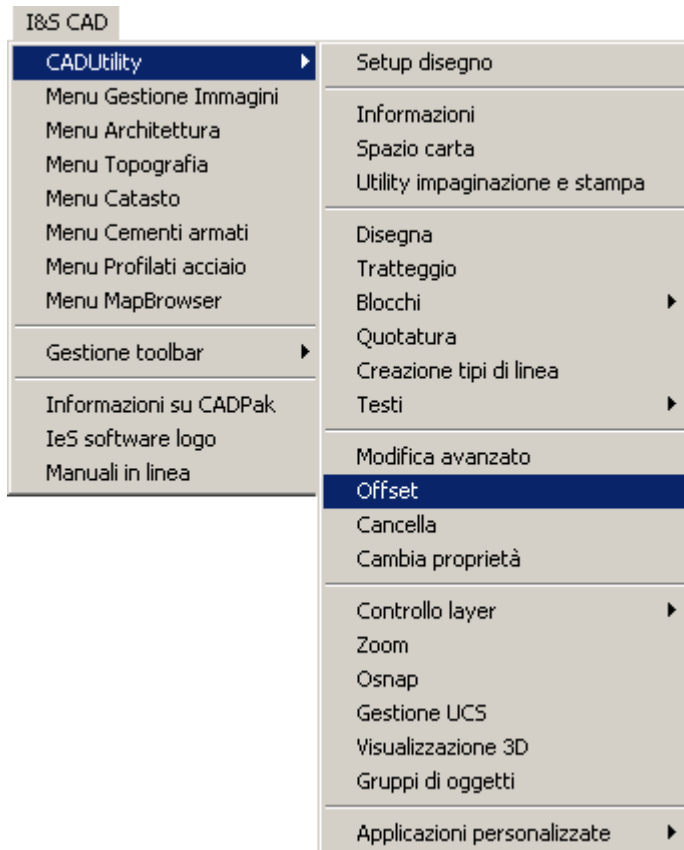 I&S CAD
CADUtility
Menu Gestione Immagini
Menu Architettura
Menu Topografia
Menu Catasto
Menu Cementi armati
Menu Profilati acciaio
Menu MapBrowser
Gestione toolbar
Informazioni su CADPak
IeS software logo
Manuali in linea
Setup disegno
Informazioni
Spazio carta
Utility impaginazione e stampa
Disegna
Tratteggio
Blocchi
Quotatura
Creazione tipi di linea
Testi
Modifica avanzato
Offset
Cancella
Cambia proprietà
Controllo layer
Zoom
Osnap
Gestione UCS
Visualizzazione 3D
Gruppi di oggetti
Applicazioni personalizzate